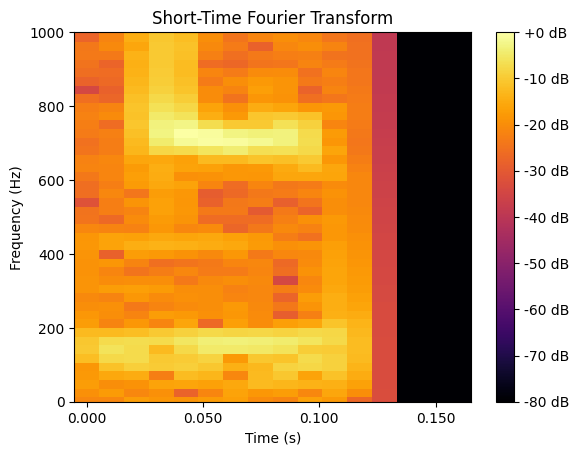 Short-Time Fourier Transform
1000
800
600
400
200
0
Frequency (Hz)
0.000
0.050
0.100
0.150
Time (s)
+0 dB
-10 dB
-20 dB
-30 dB
-40 dB
-50 dB
-60 dB
-70 dB
-80 dB